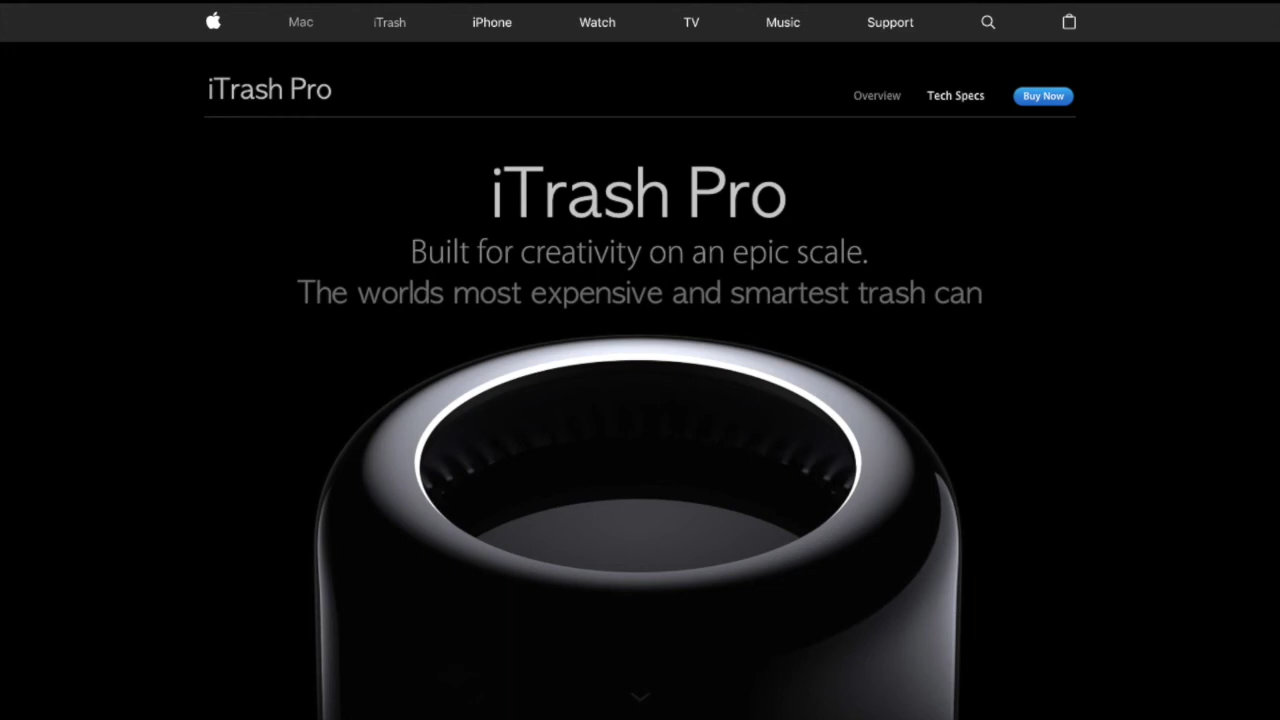 Mac iTrash iPhone Watch TV Music Support
iTrash Pro
Overview Tech Specs Buy Now
iTrash Pro
Built for creativity on an epic scale.
The worlds most expensive and smartest trash can